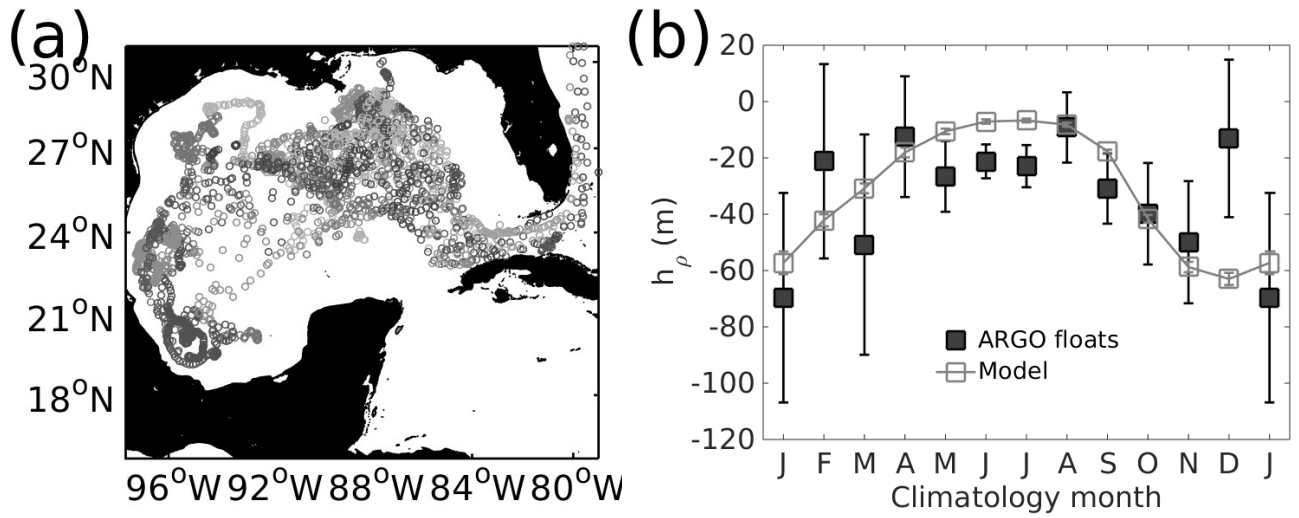 (a)
30°N
27°N
24°N
21°N
18°N
96°W 92°W 88°W 84°W 80°W
(b)
20
0
-20
-40
-60
-80
-100
-120
h_ρ (m)
ARGO floats
Model
J F M A M J J A S O N D J
Climatology month